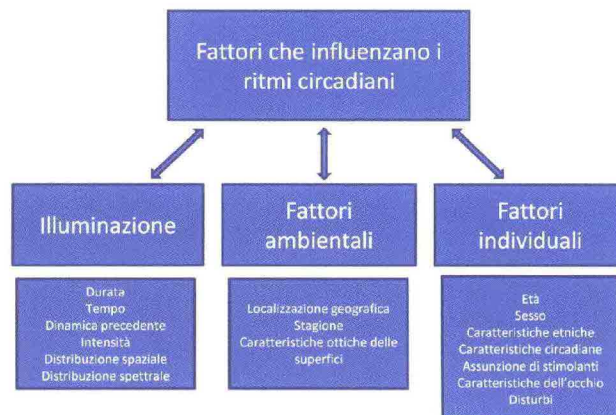 Fattori che influenzano i
ritmi circadiani
Illuminazione
Durata
Tempo
Dinamica precedente
Intensità
Distribuzione spaziale
Distribuzione spettrale
Fattori
ambientali
Localizzazione geografica
Stagione
Caratteristiche ottiche delle
superfici
Fattori
individuali
Età
Sesso
Caratteristiche etniche
Caratteristiche circadiane
Assunzione di stimolanti
Caratteristiche dell'occhio
Disturbi